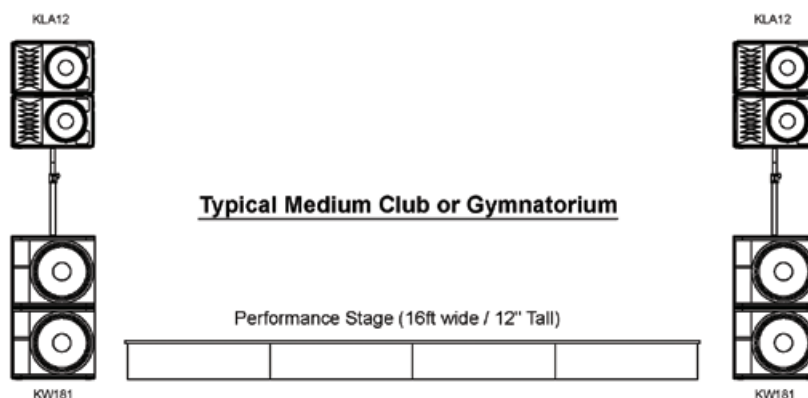 KLA12
KLA12
Typical Medium Club or Gymnatorium
Performance Stage (16ft wide / 12" Tall)
KW181
KW181